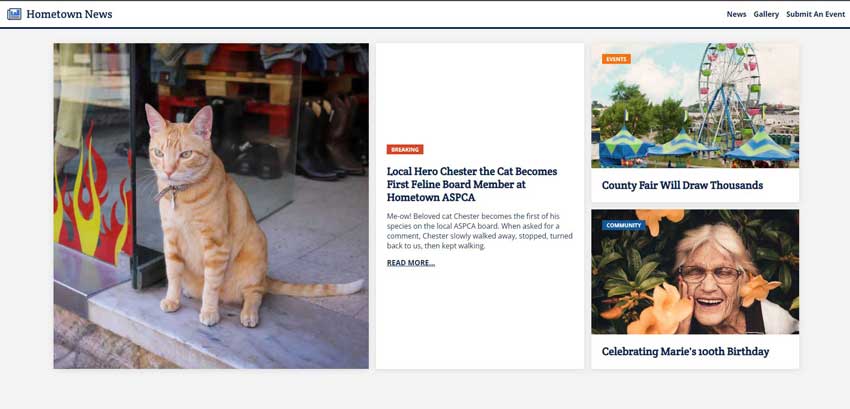 Hometown News
News Gallery Submit An Event
BREAKING
Local Hero Chester the Cat Becomes
First Feline Board Member at
Hometown ASPCA
Me-ow! Beloved cat Chester becomes the first of his
species on the local ASPCA board. When asked for a
comment, Chester slowly walked away, stopped, turned
back to us, then kept walking.
READ MORE...
EVENTS
County Fair Will Draw Thousands
COMMUNITY
Celebrating Marie's 100th Birthday